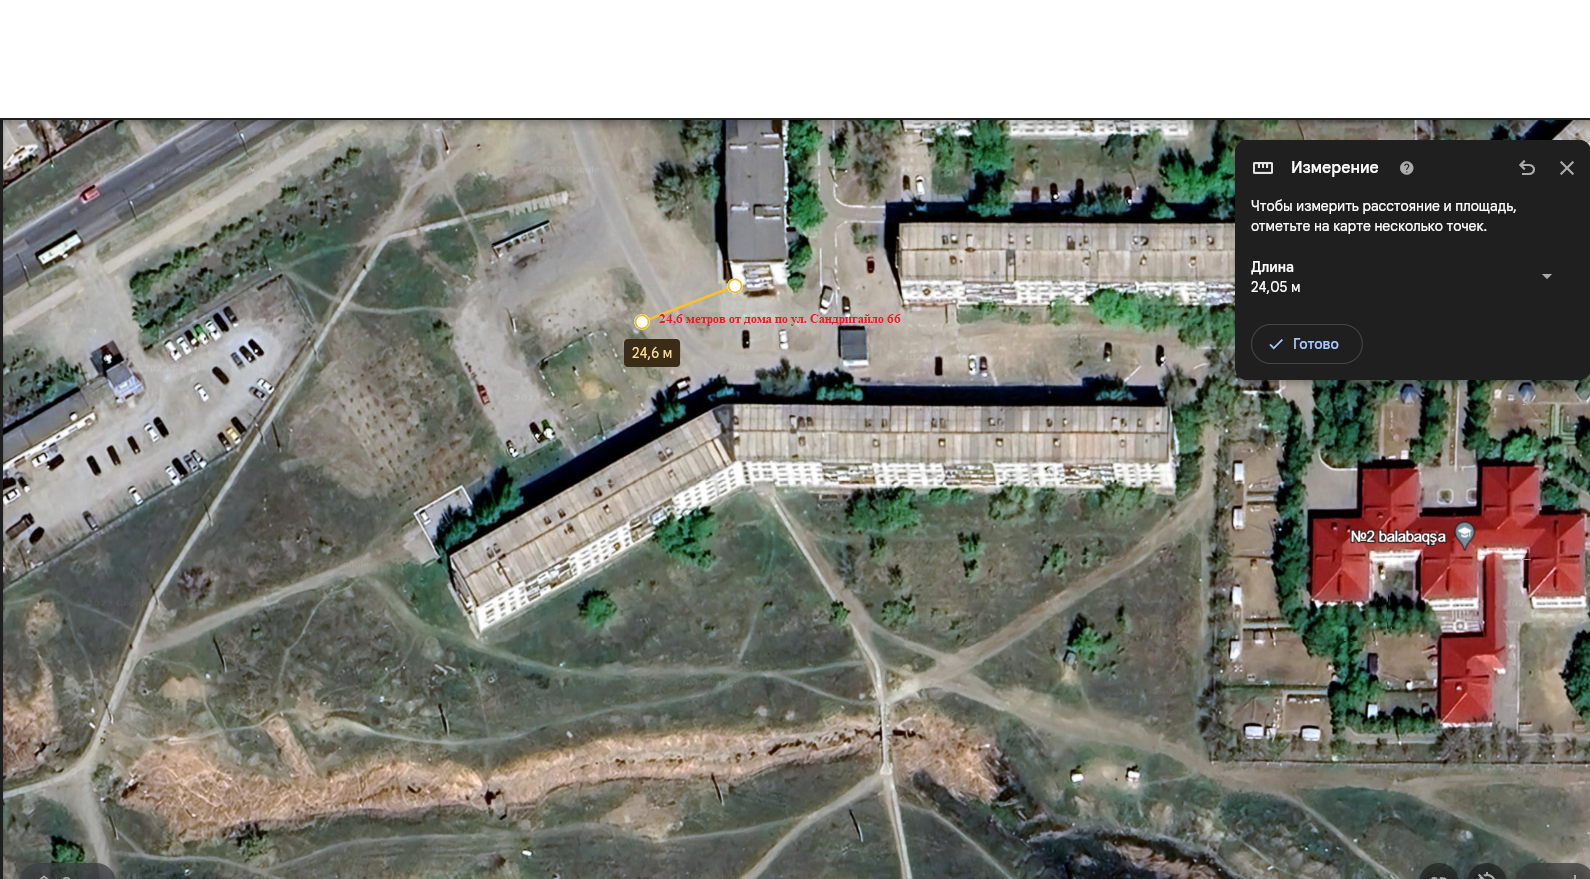 Измерение
Чтобы измерить расстояние и площадь,
отметьте на карте несколько точек.
Длина
24,05 м
Готово
24,6 метров от дома по ул. Сандригайло 66
24,6 м
№2 balabaqşa